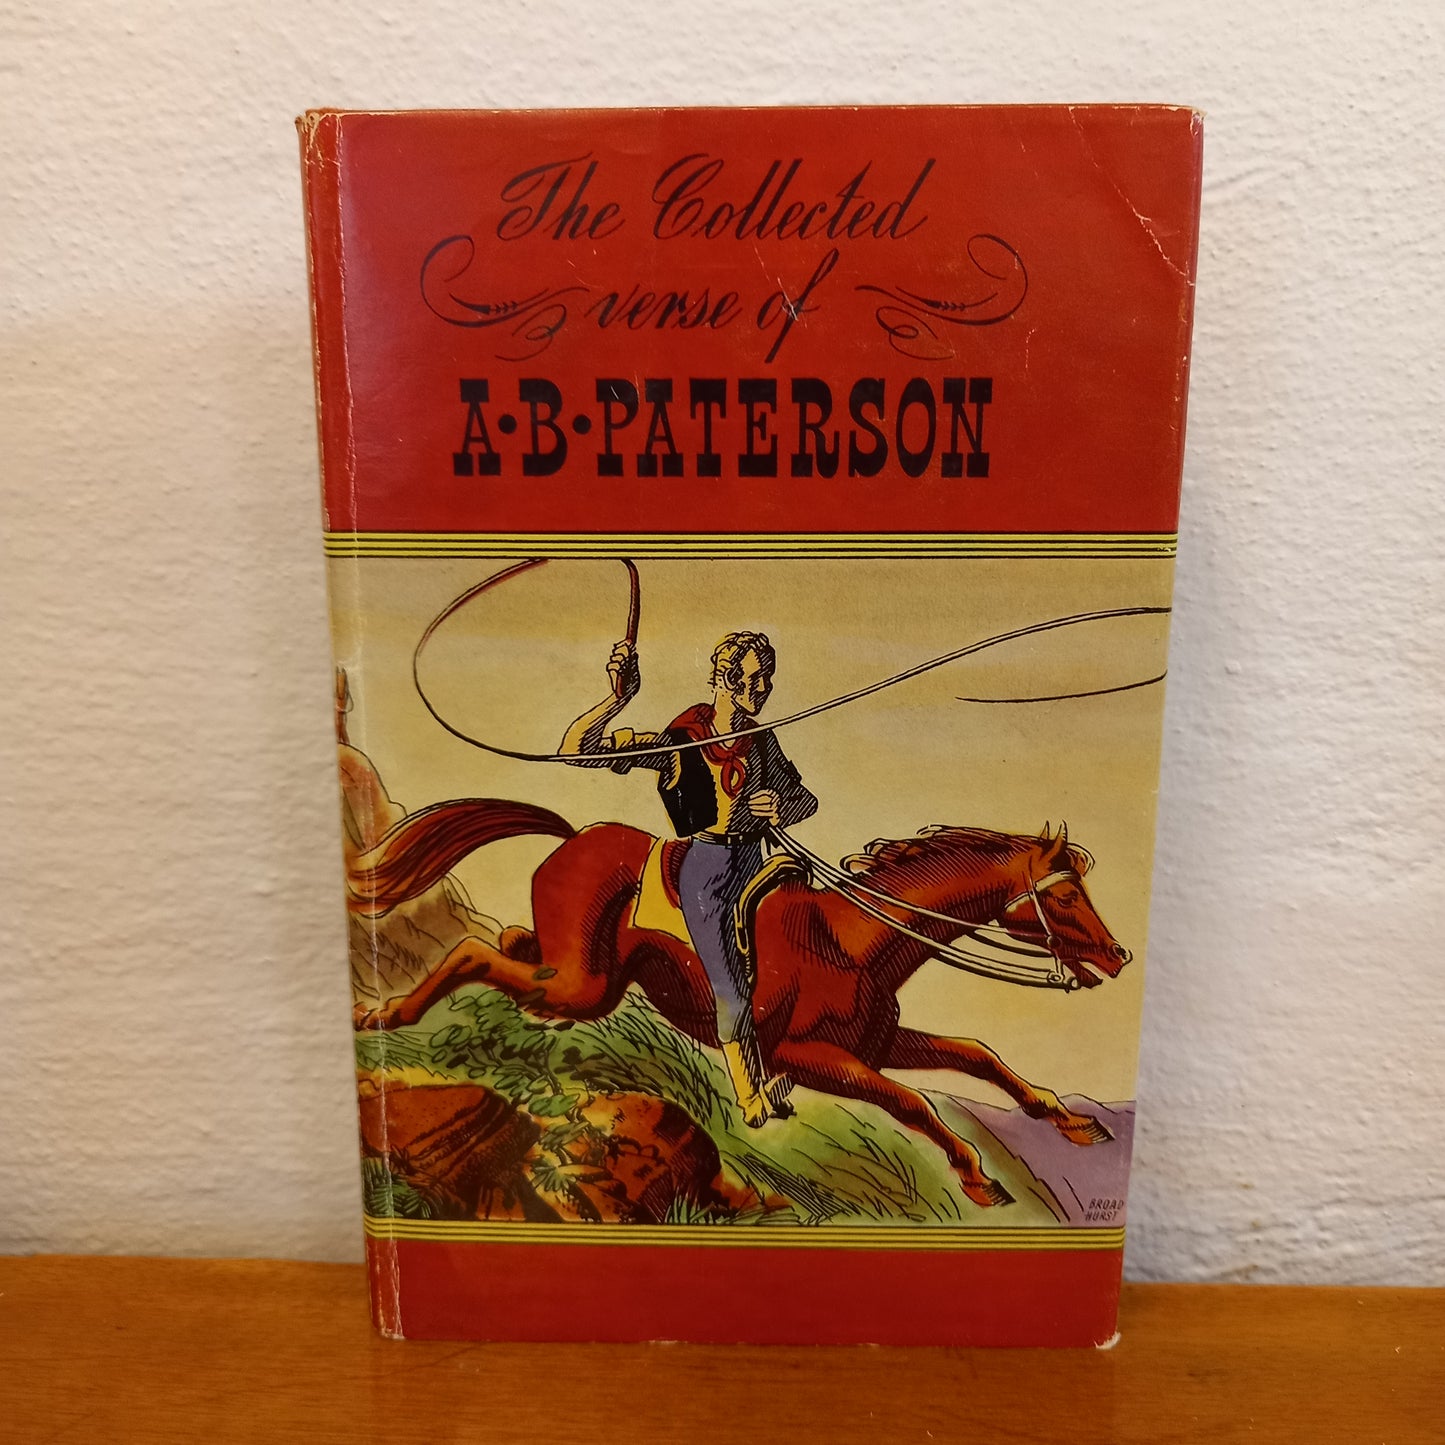 The Collected
verse of
A·B·PATERSON
BROAD
HURST